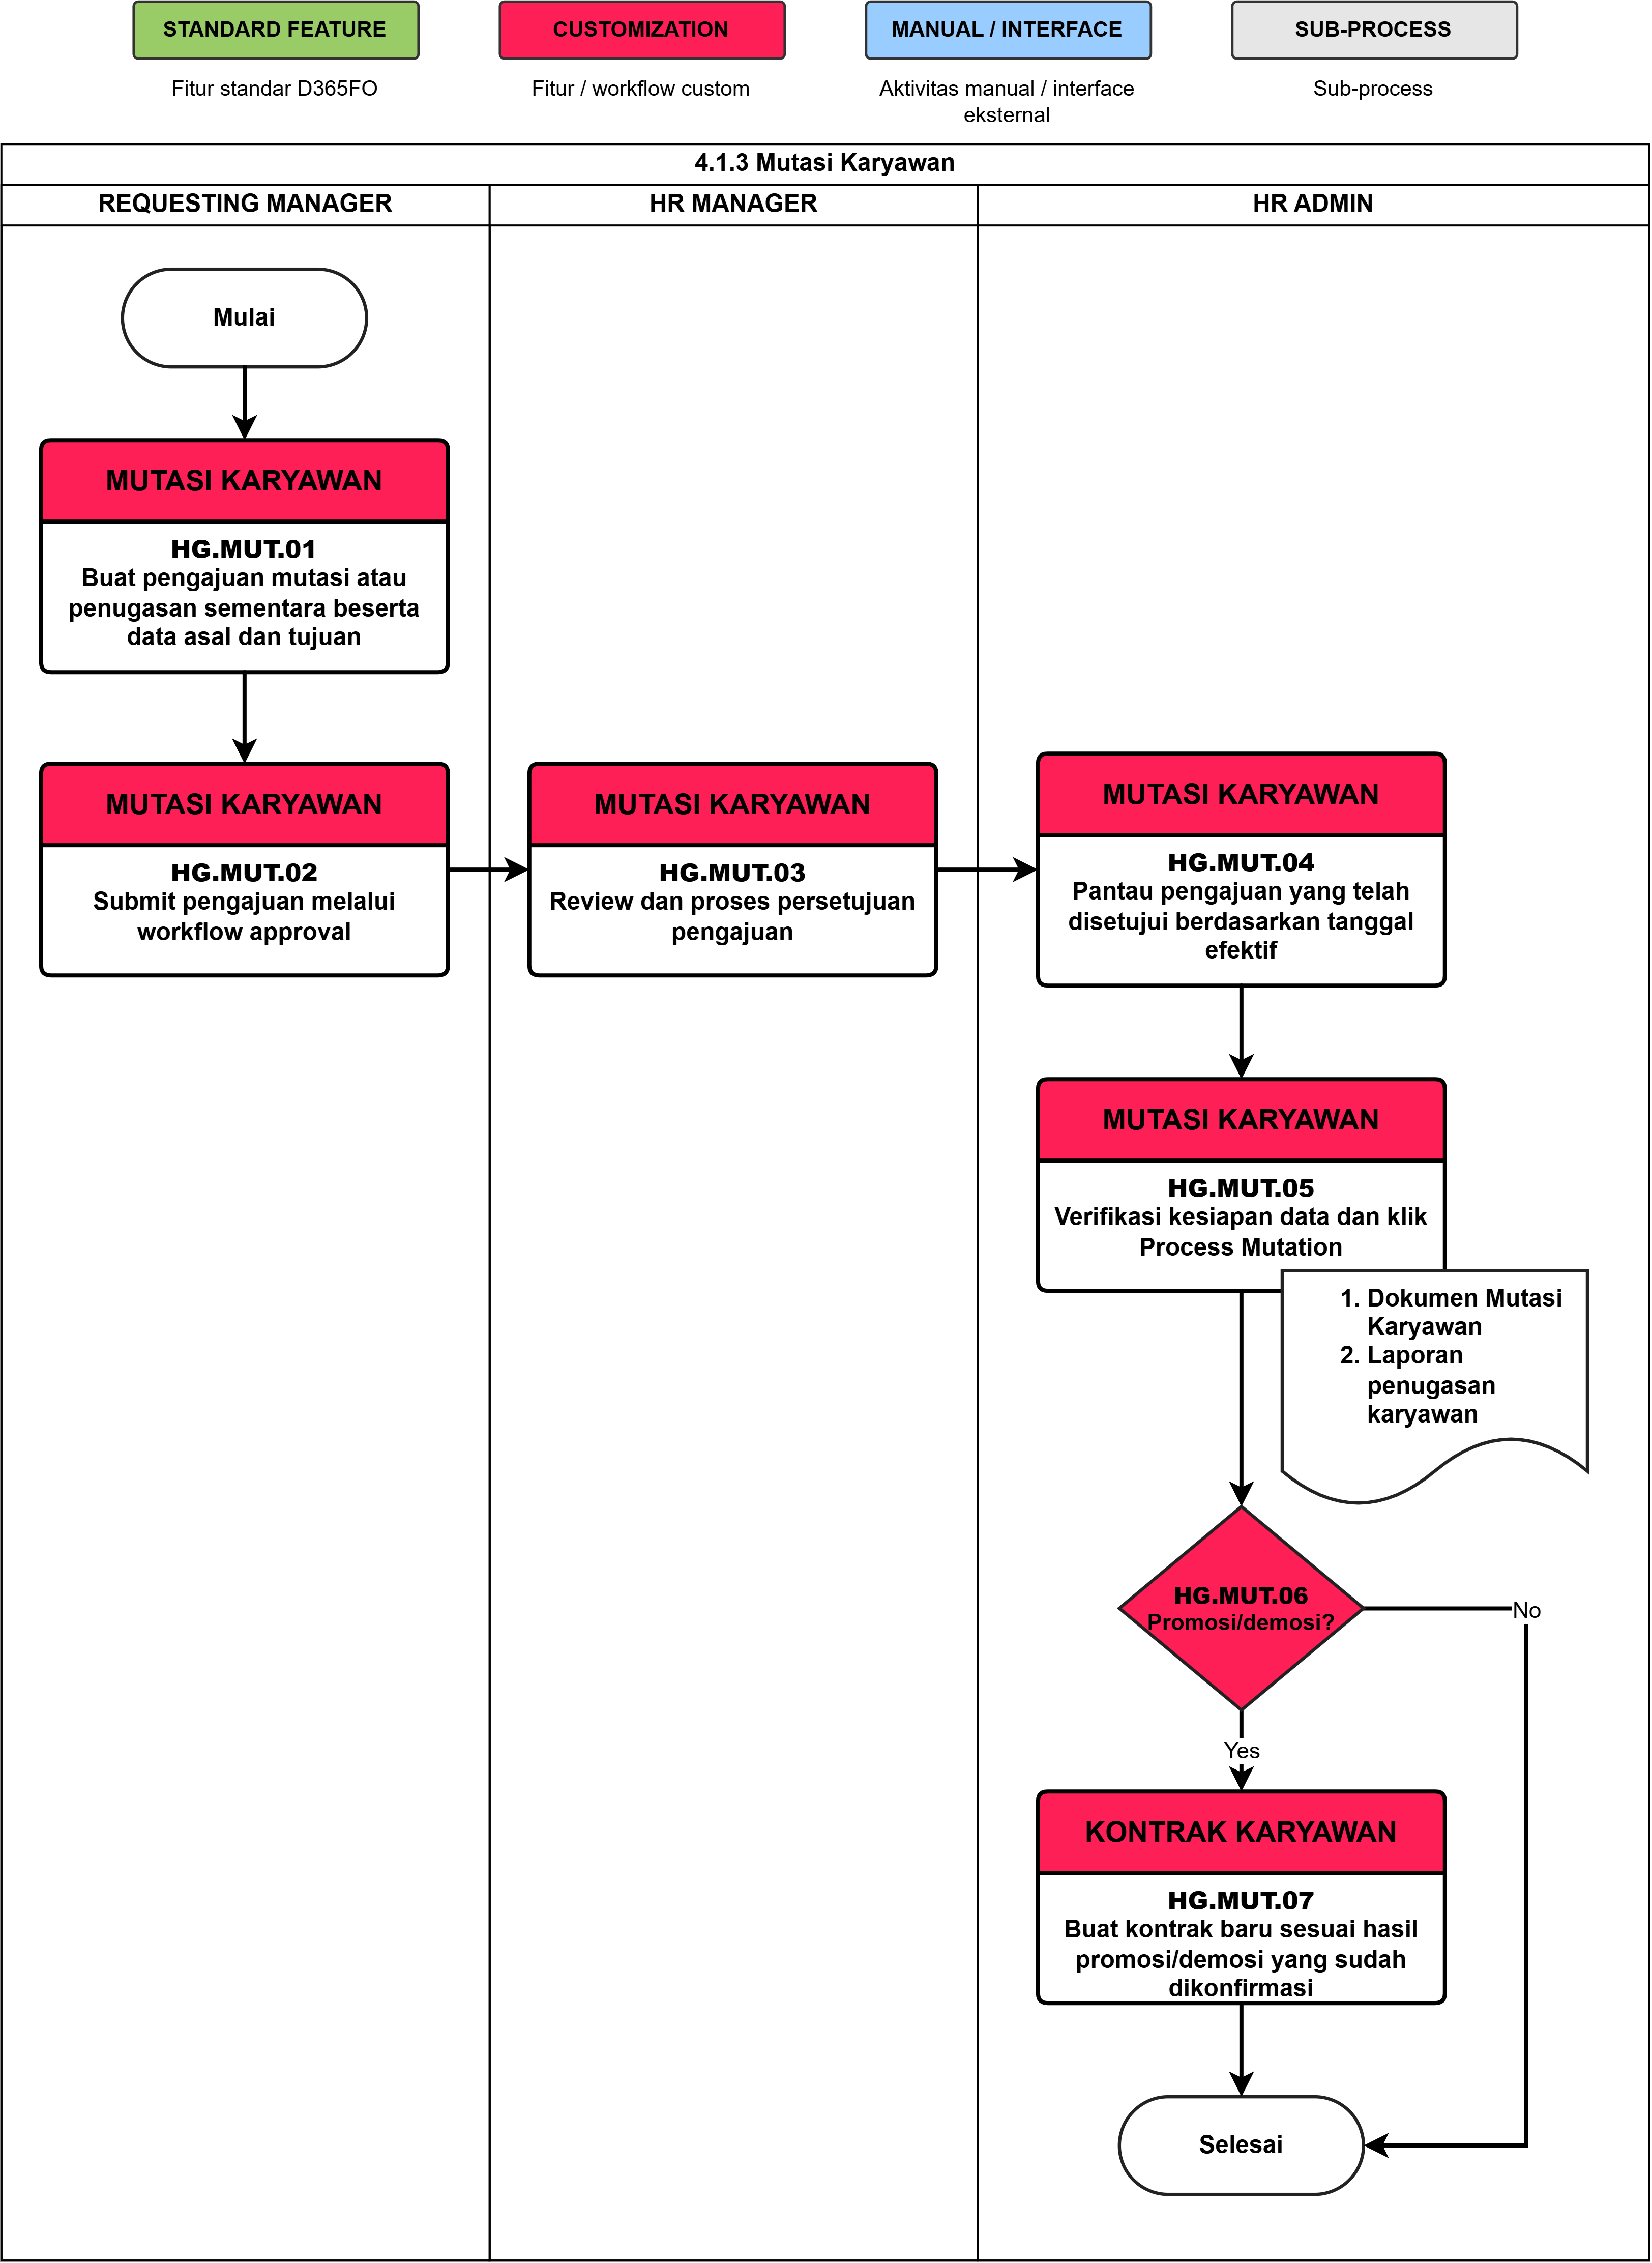 STANDARD FEATURE
CUSTOMIZATION
MANUAL / INTERFACE
SUB-PROCESS
Fitur standar D365FO
Fitur / workflow custom
Aktivitas manual / interface
eksternal
Sub-process
4.1.3 Mutasi Karyawan
REQUESTING MANAGER
HR MANAGER
HR ADMIN
Mulai
MUTASI KARYAWAN
HG.MUT.01
Buat pengajuan mutasi atau
penugasan sementara beserta
data asal dan tujuan
MUTASI KARYAWAN
HG.MUT.02
Submit pengajuan melalui
workflow approval
MUTASI KARYAWAN
HG.MUT.03
Review dan proses persetujuan
pengajuan
MUTASI KARYAWAN
HG.MUT.04
Pantau pengajuan yang telah
disetujui berdasarkan tanggal
efektif
MUTASI KARYAWAN
HG.MUT.05
Verifikasi kesiapan data dan klik
Process Mutation
1. Dokumen Mutasi
Karyawan
2. Laporan
penugasan
karyawan
HG.MUT.06
Promosi/demosi?
No
Yes
KONTRAK KARYAWAN
HG.MUT.07
Buat kontrak baru sesuai hasil
promosi/demosi yang sudah
dikonfirmasi
Selesai